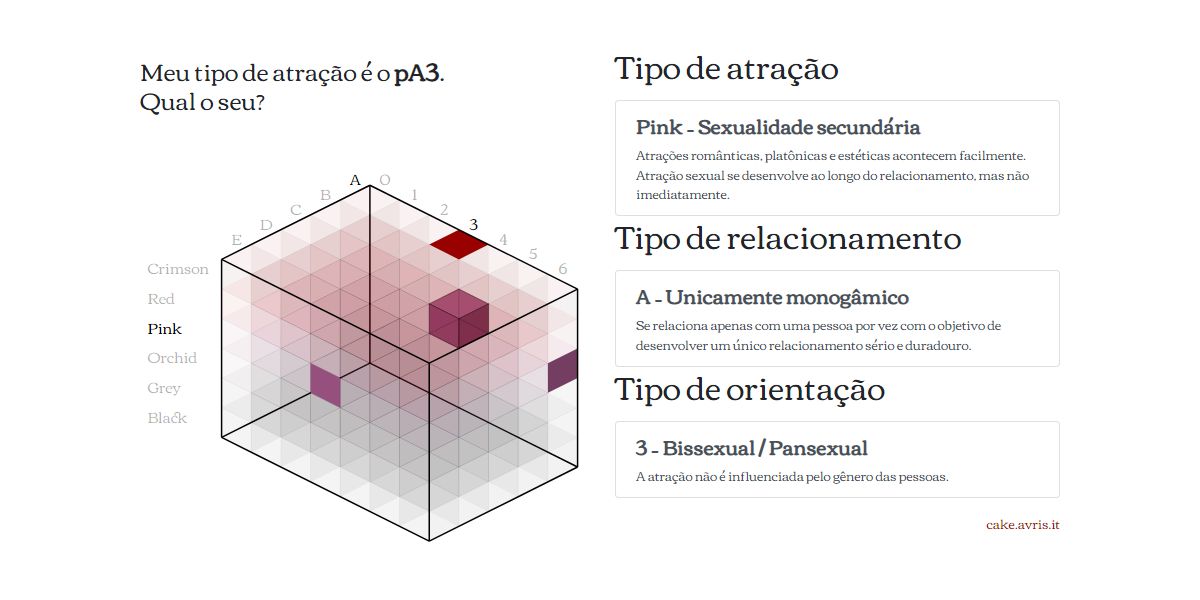 Meu tipo de atração é o pA3.
Qual o seu?
A
B
C
D
E
0
1
2
3
4
5
6
Crimson
Red
Pink
Orchid
Grey
Black
Tipo de atração
Pink - Sexualidade secundária
Atrações românticas, platônicas e estéticas acontecem facilmente.
Atração sexual se desenvolve ao longo do relacionamento, mas não
imediatamente.
Tipo de relacionamento
A - Unicamente monogâmico
Se relaciona apenas com uma pessoa por vez com o objetivo de
desenvolver um único relacionamento sério e duradouro.
Tipo de orientação
3 - Bissexual / Pansexual
A atração não é influenciada pelo gênero das pessoas.
cake.avris.it